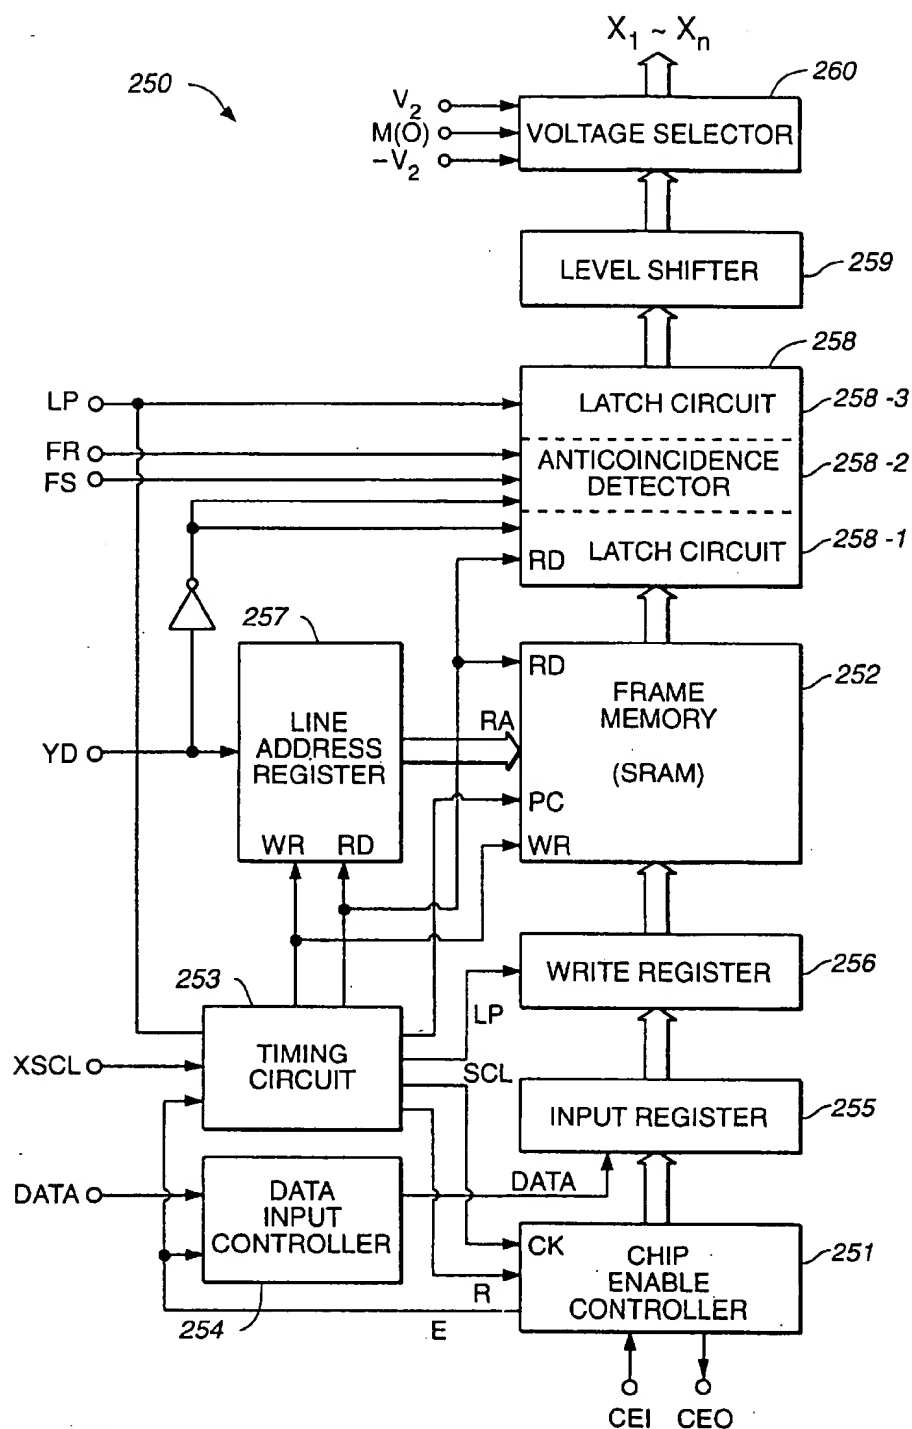 X1 ~ Xn
250
260
V2
M(O)
-V2
VOLTAGE SELECTOR
LEVEL SHIFTER
259
258
LP
LATCH CIRCUIT
258-3
FR
FS
ANTICOINCIDENCE
DETECTOR
258-2
LATCH CIRCUIT
258-1
RD
257
RD
FRAME
MEMORY
(SRAM)
252
YD
LINE
ADDRESS
REGISTER
RA
PC
WR
RD
WR
WRITE REGISTER
256
253
LP
XSCL
TIMING
CIRCUIT
SCL
INPUT REGISTER
255
DATA
DATA
INPUT
CONTROLLER
DATA
254
CK
CHIP
ENABLE
CONTROLLER
251
R
E
CEI
CEO